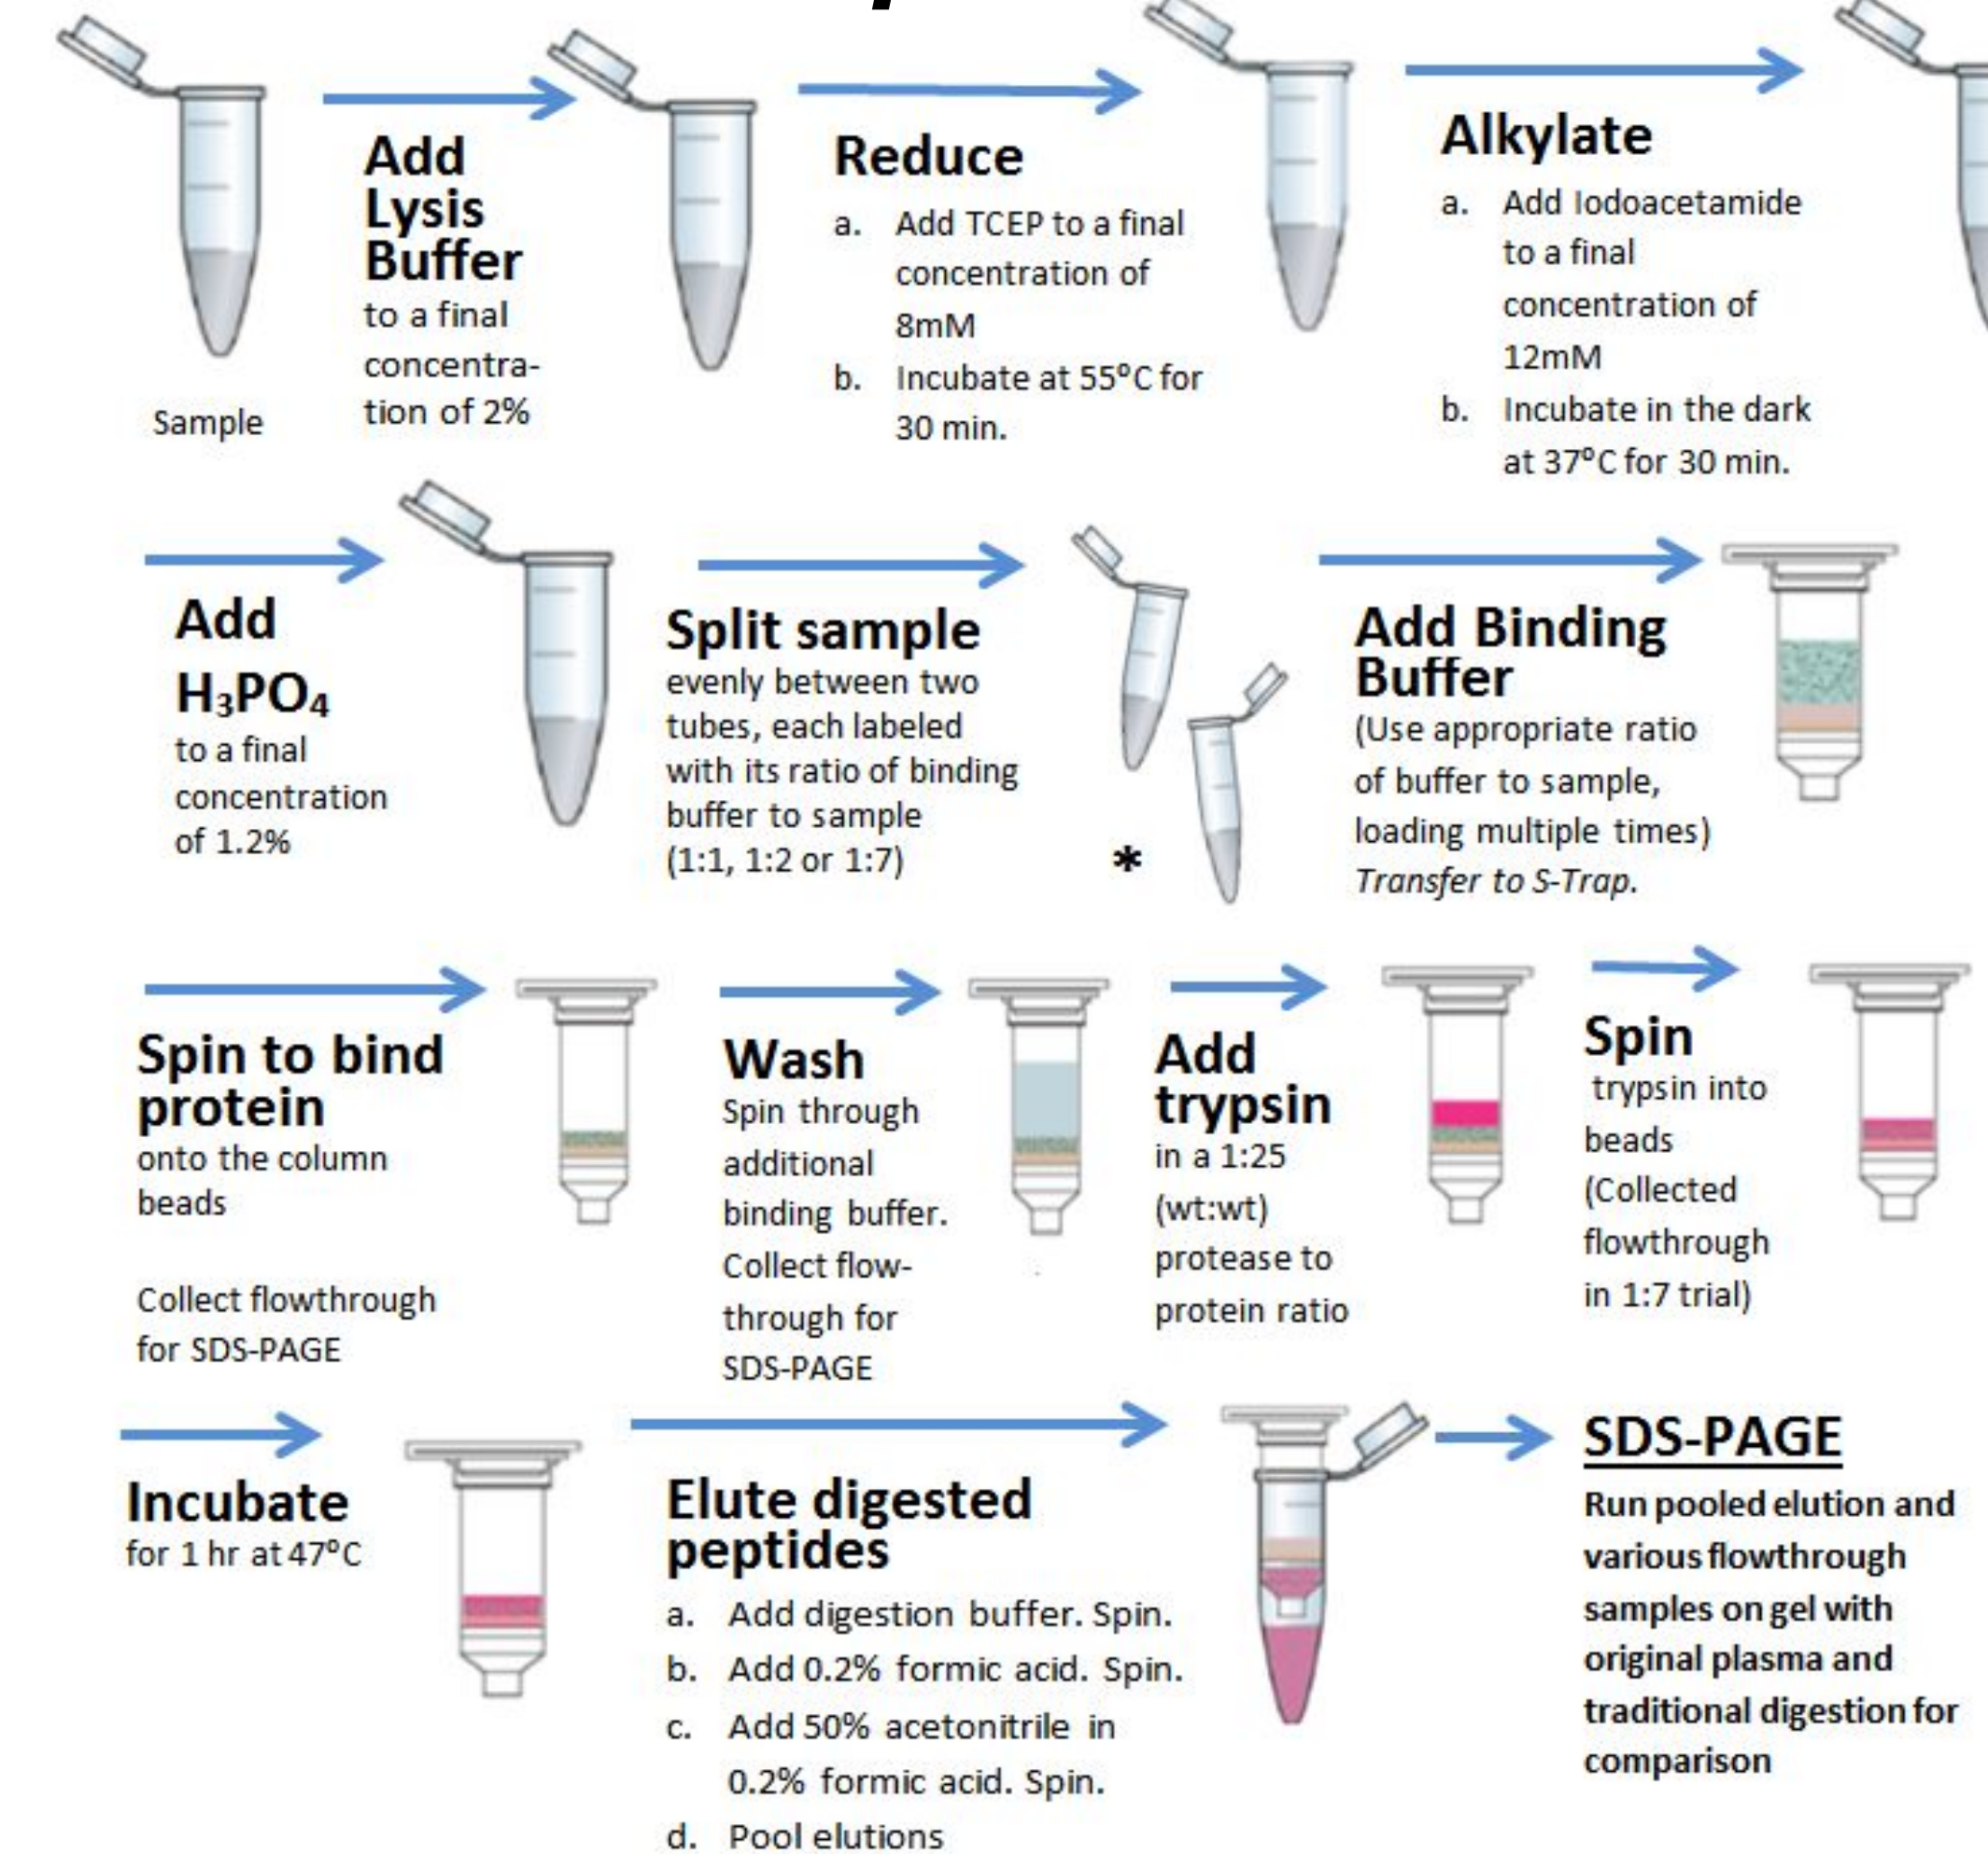 Add
Lysis
Buffer
to a final
concentra-
tion of 2%
Sample
Reduce
a. Add TCEP to a final
concentration of
8mM
b. Incubate at 55ºC for
30 min.
Alkylate
a. Add Iodoacetamide
to a final
concentration of
12mM
b. Incubate in the dark
at 37ºC for 30 min.
Add
H₃PO₄
to a final
concentration
of 1.2%
Split sample
evenly between two
tubes, each labeled
with its ratio of binding
buffer to sample
(1:1, 1:2 or 1:7)
*
Add Binding
Buffer
(Use appropriate ratio
of buffer to sample,
loading multiple times)
Transfer to S-Trap.
Spin to bind
protein
onto the column
beads
Collect flowthrough
for SDS-PAGE
Wash
Spin through
additional
binding buffer.
Collect flow-
through for
SDS-PAGE
Add
trypsin
in a 1:25
(wt:wt)
protease to
protein ratio
Spin
trypsin into
beads
(Collected
flowthrough
in 1:7 trial)
Incubate
for 1 hr at 47ºC
Elute digested
peptides
a. Add digestion buffer. Spin.
b. Add 0.2% formic acid. Spin.
c. Add 50% acetonitrile in
0.2% formic acid. Spin.
d. Pool elutions
SDS-PAGE
Run pooled elution and
various flowthrough
samples on gel with
original plasma and
traditional digestion for
comparison